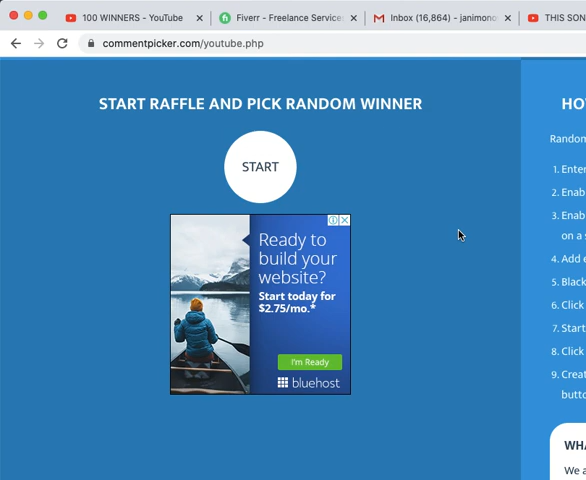 100 WINNERS - YouTube
Fiverr - Freelance Service
Inbox (16,864) - janimonc
THIS SON
commentpicker.com/youtube.php
START RAFFLE AND PICK RANDOM WINNER
START
Ready to
build your
website?
Start today for
$2.75/mo.*
I'm Ready
bluehost
HO
Random
1. Enter
2. Enab
3. Enab
on a s
4. Add e
5. Black
6. Click
7. Start
8. Click
9. Creat
butto
WHA
We a